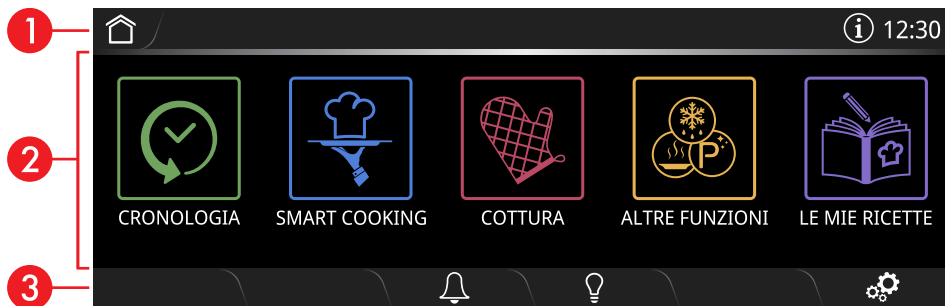 1
12:30
2
CRONOLOGIA SMART COOKING COTTURA ALTRE FUNZIONI LE MIE RICETTE
P
3